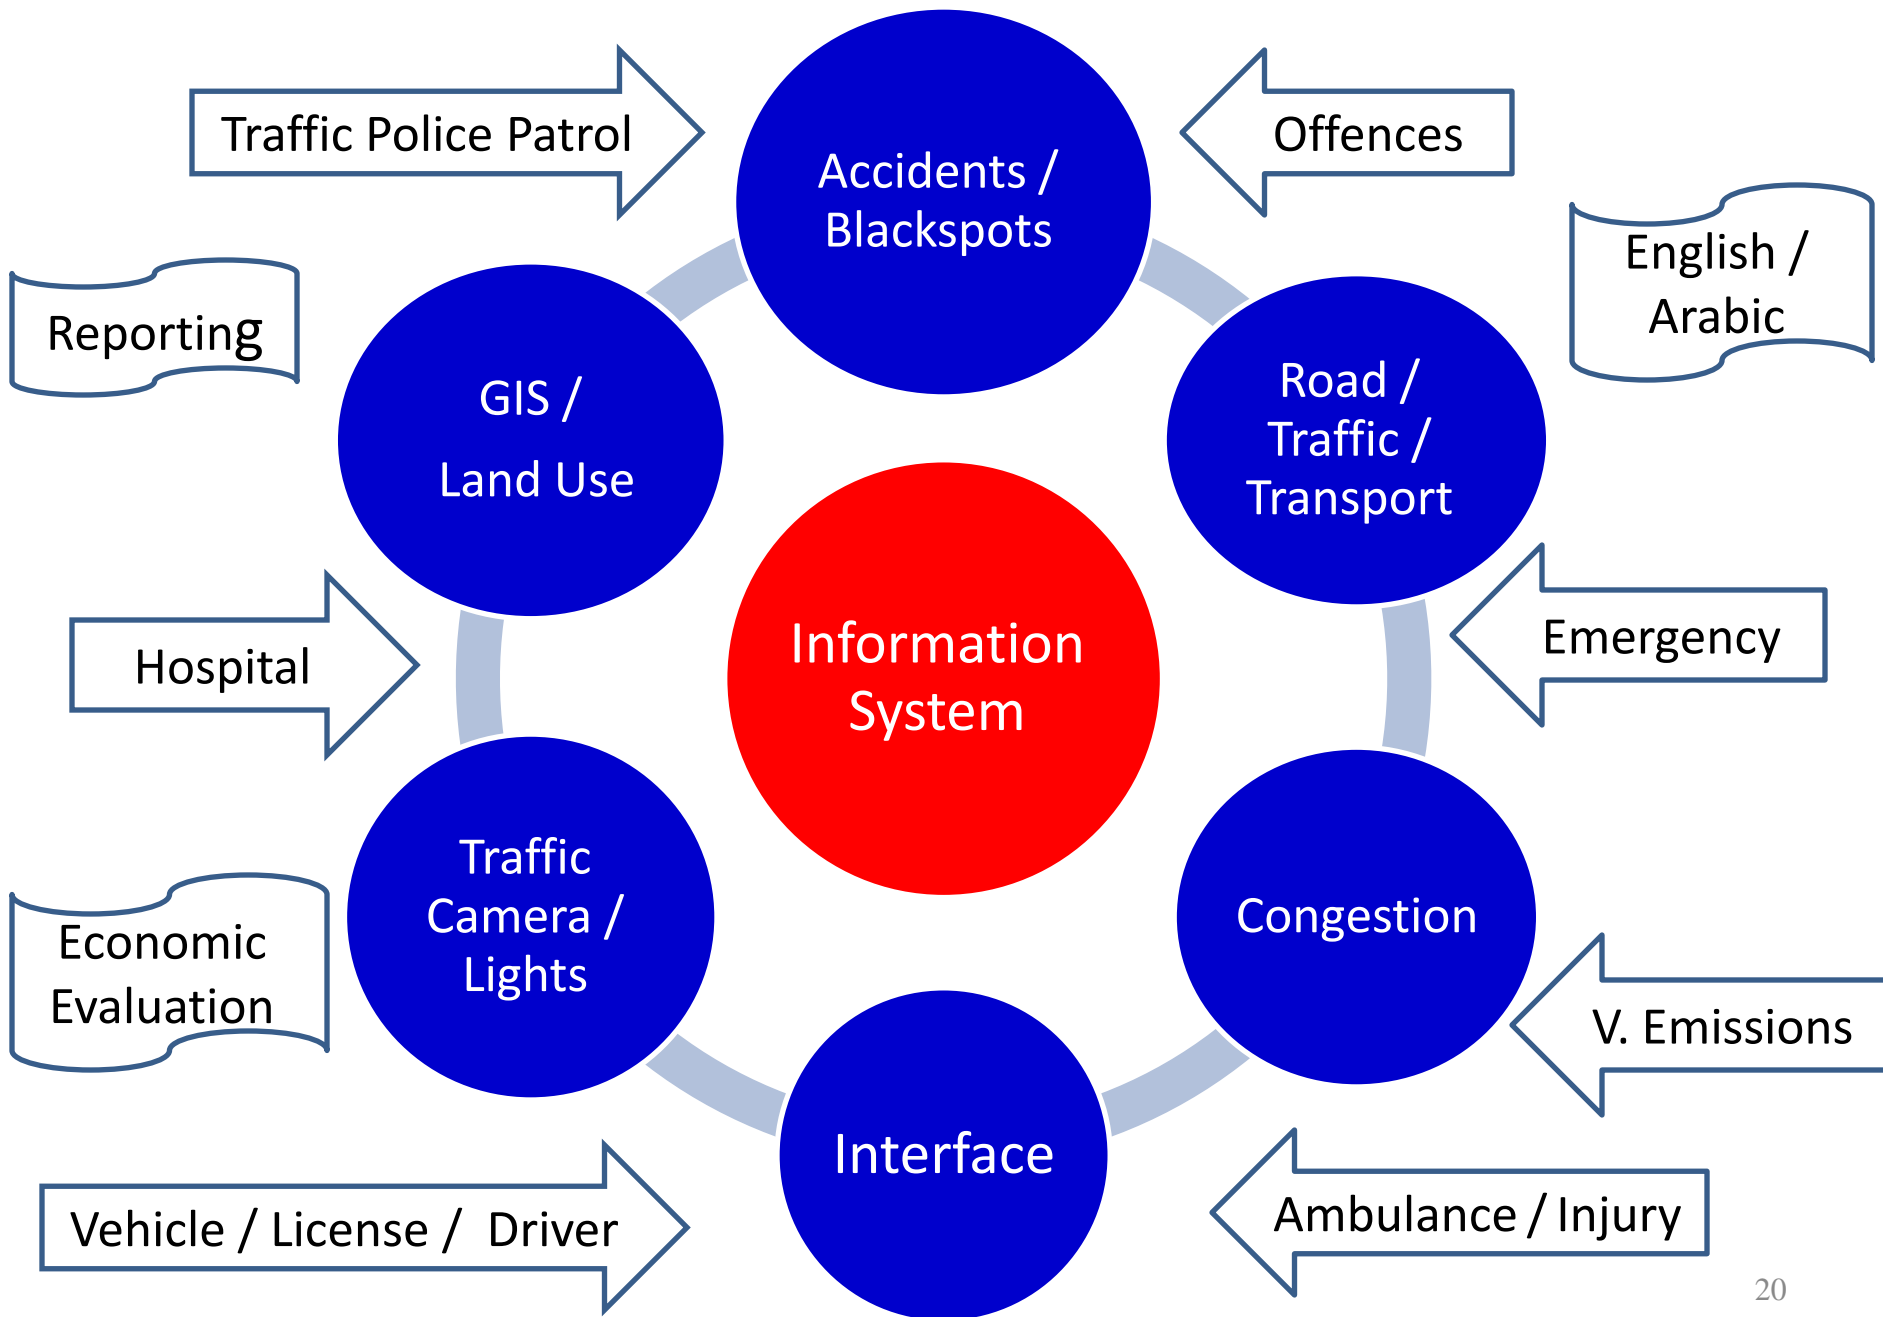 Traffic Police Patrol
Offences
Accidents /
Blackspots
English /
Arabic
Reporting
GIS /
Land Use
Road /
Traffic /
Transport
Hospital
Information
System
Emergency
Traffic
Camera /
Lights
Congestion
Economic
Evaluation
V. Emissions
Interface
Vehicle / License / Driver
Ambulance / Injury
20